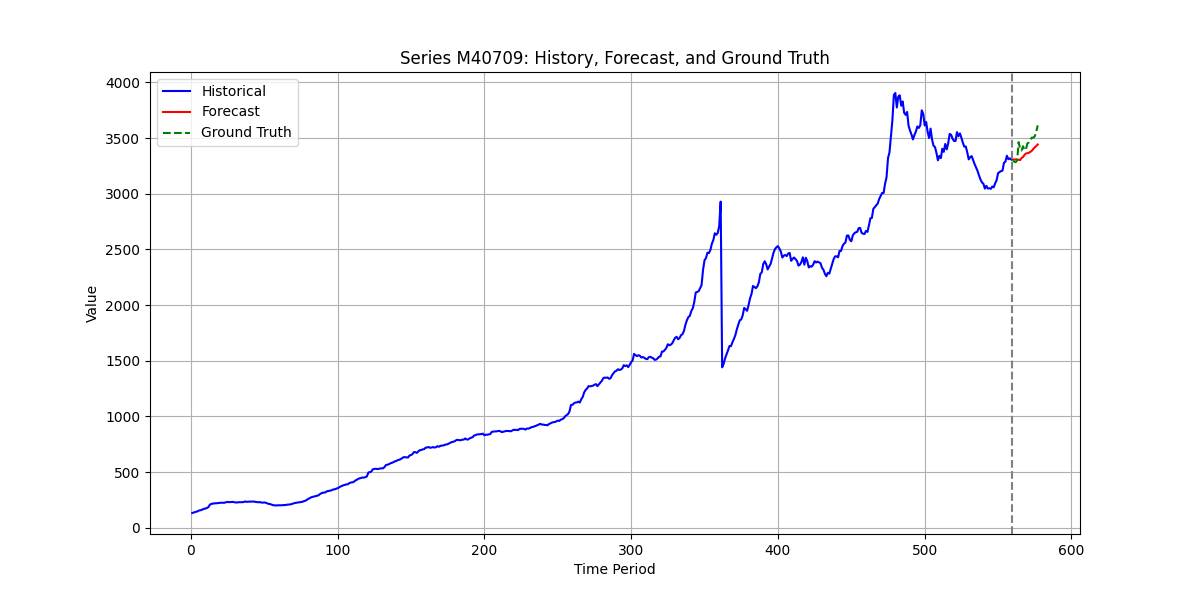 Series M40709: History, Forecast, and Ground Truth
Historical
Forecast
Ground Truth
Value
4000
3500
3000
2500
2000
1500
1000
500
0
0 100 200 300 400 500 600
Time Period